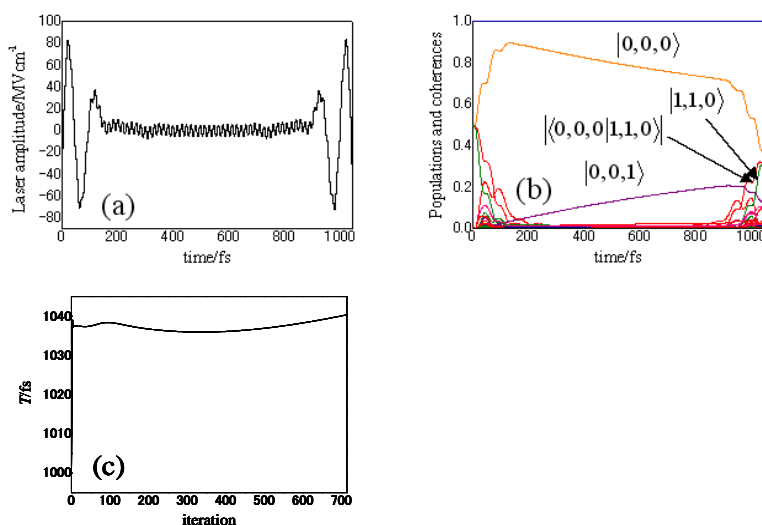 100
80
60
40
20
0
−20
−40
−60
−80
Laser amplitude/MVcm-1
(a)
0 200 400 600 800 1000
time/fs
1.0
0.8
0.6
0.4
0.2
0.0
Populations and coherences
|0,0,0⟩
|1,1,0⟩
|⟨0,0,0|1,1,0⟩|
|0,0,1⟩
(b)
0 200 400 600 800 1000
time/fs
1040
1030
1020
1010
1000
T/fs
(c)
0 100 200 300 400 500 600 700
iteration